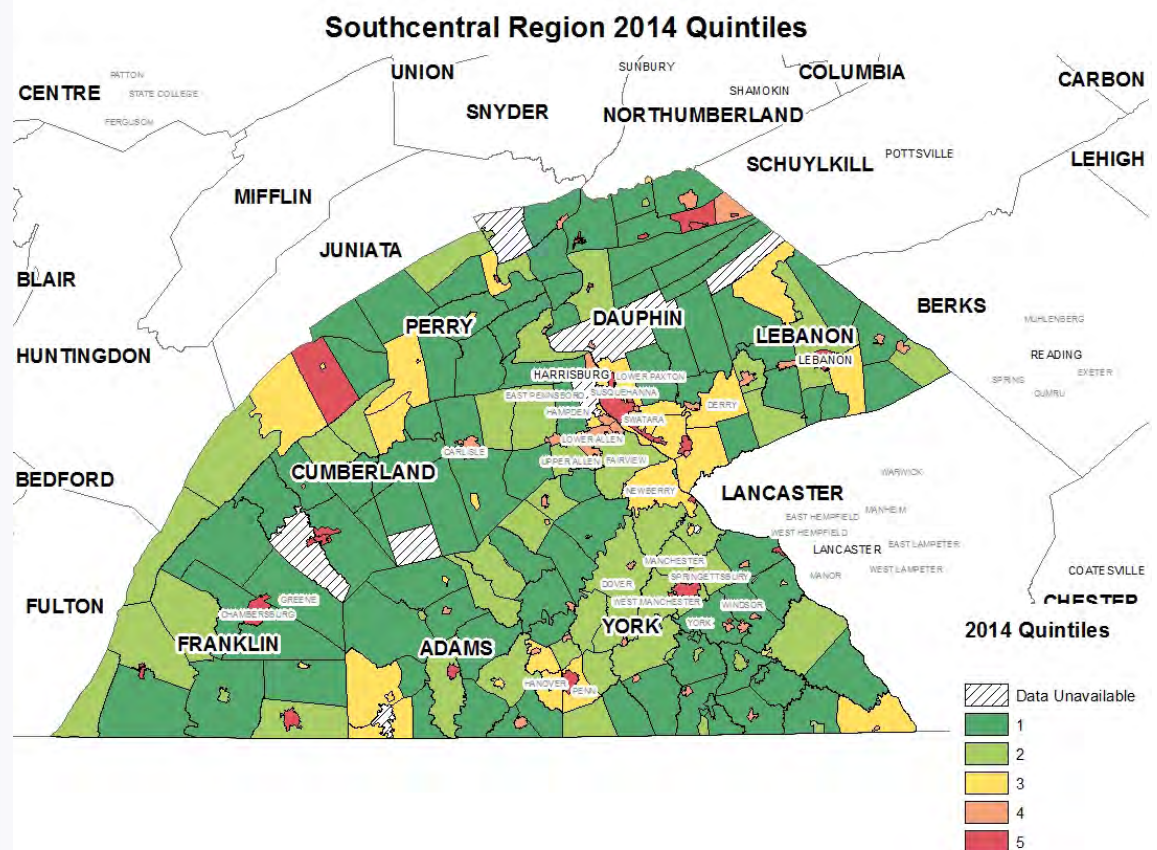 Southcentral Region 2014 Quintiles
CENTRE
PATTON
STATE COLLEGE
FERGUSON
UNION
SUNBURY
COLUMBIA
CARBON
SNYDER
SHAMOKIN
NORTHUMBERLAND
SCHUYLKILL
POTTSVILLE
LEHIGH
MIFFLIN
JUNIATA
BLAIR
HUNTINGDON
BERKS
MUHLENBERG
READING
EXETER
SPRING
CUMRU
PERRY
DAUPHIN
LEBANON
LEBANON
HARRISBURG
LOWER PAXTON
EAST PENNSBORO
SUSQUEHANNA
HAMPDEN
DERRY
SWATARA
LOWER ALLEN
CARLISLE
UPPER ALLEN
FAIRVIEW
BEDFORD
CUMBERLAND
NEWBERRY
LANCASTER
WARWICK
EAST HEMPFIELD
MANHEIM
WEST HEMPFIELD
LANCASTER
EAST LAMPETER
MANOR
WEST LAMPETER
COATESVILLE
CHESTER
MANCHESTER
SPRINGETTSBURY
DOVER
WEST MANCHESTER
WINDSOR
YORK
YORK
FULTON
GREENE
CHAMBERSBURG
FRANKLIN
ADAMS
HANOVER
PENN
2014 Quintiles
Data Unavailable
1
2
3
4
5